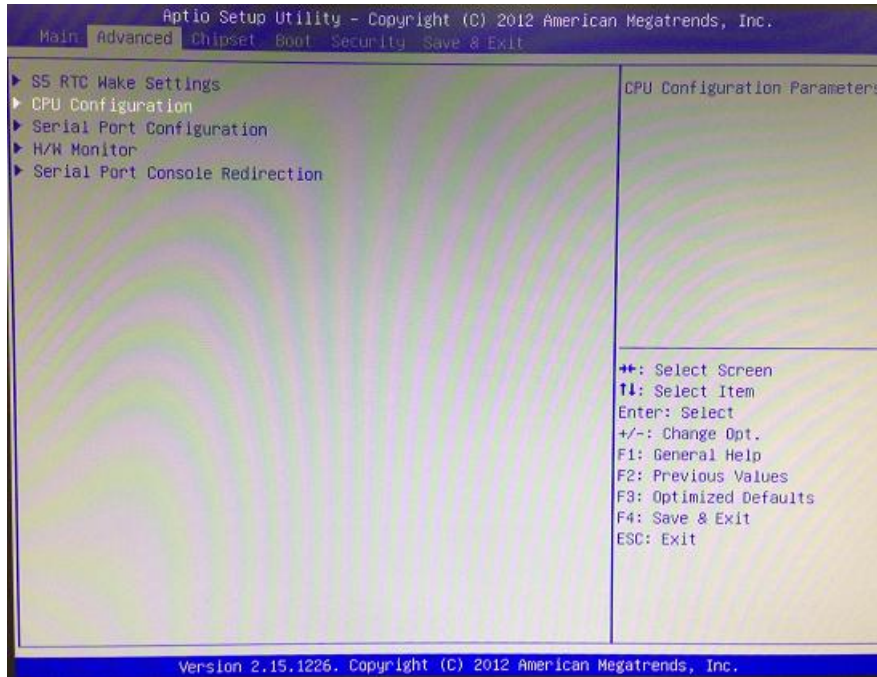 Aptio Setup Utility - Copyright (C) 2012 American Megatrends, Inc.
Main Advanced Chipset Boot Security Save & Exit
S5 RTC Wake Settings
CPU Configuration
Serial Port Configuration
H/W Monitor
Serial Port Console Redirection
CPU Configuration Parameters
→←: Select Screen
↑↓: Select Item
Enter: Select
+/-: Change Opt.
F1: General Help
F2: Previous Values
F3: Optimized Defaults
F4: Save & Exit
ESC: Exit
Version 2.15.1226. Copyright (C) 2012 American Megatrends, Inc.